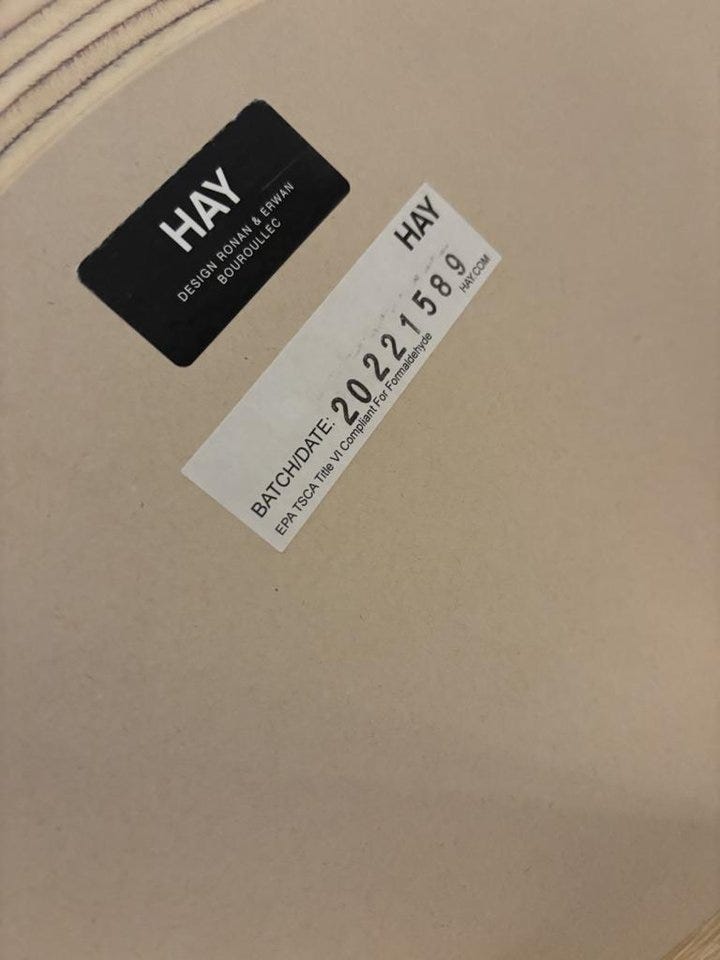 HAY
DESIGN RONAN & ERWAN
BOUROULLEC
HAY
BATCH/DATE: 20221589
EPA TSCA Title VI Compliant For Formaldehyde
HAY.COM